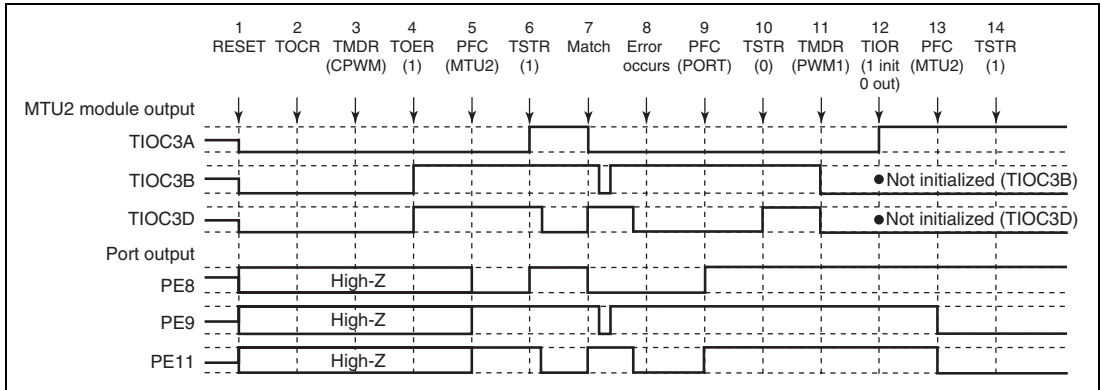 1 2 3 4 5 6 7 8 9 10 11 12 13 14
RESET TOCR TMDR TOER PFC TSTR Match Error PFC TSTR TMDR TIOR PFC TSTR
(CPWM) (1) (MTU2) (1) occurs (PORT) (0) (PWM1) (1 init (MTU2) (1)
0 out)
MTU2 module output
TIOC3A
TIOC3B
•Not initialized (TIOC3B)
TIOC3D
•Not initialized (TIOC3D)
Port output
PE8
High-Z
PE9
High-Z
PE11
High-Z